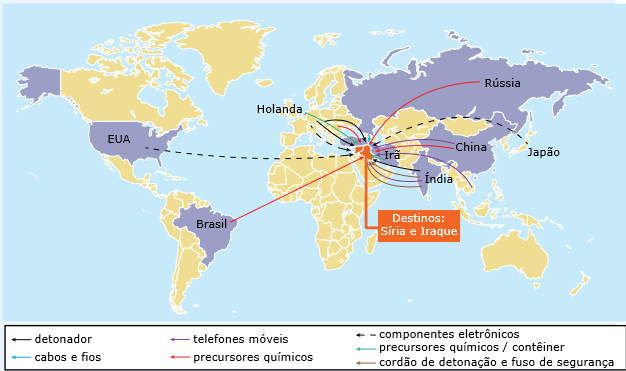 Rússia
Holanda
EUA
Irã
China
Japão
Índia
Brasil
Destinos:
Síria e Iraque
detonador
cabos e fios
telefones móveis
precursores químicos
componentes eletrônicos
precursores químicos / contêiner
cordão de detonação e fuso de segurança